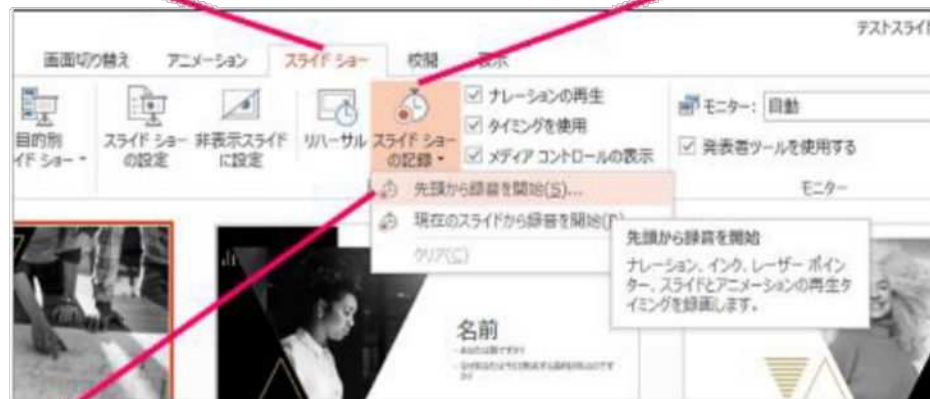 テストスライド
画面切り替え アニメーション スライド ショー 校閲 表示
目的別
イド ショー
スライド ショー
の設定
非表示スライド
に設定
リハーサル
スライド ショー
の記録
ナレーションの再生
タイミングを使用
メディア コントロールの表示
モニター: 自動
発表者ツールを使用する
モニター
先頭から録音を開始(S)...
現在のスライドから録音を開始(R)
クリア(C)
先頭から録音を開始
ナレーション、インク、レーザー ポイン
ター、スライドとアニメーションの再生タ
イミングを録画します。
名前